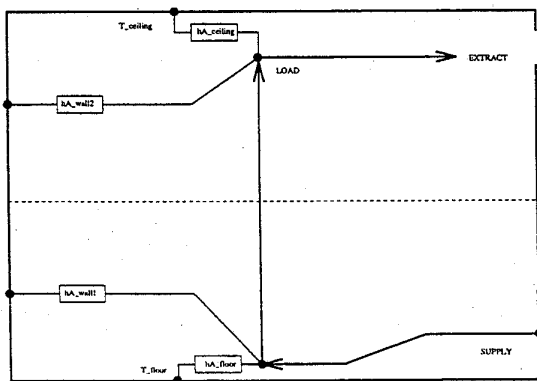 T_ceiling
hA_ceiling
EXTRACT
LOAD
hA_wall2
hA_wall1
SUPPLY
hA_floor
T_floor